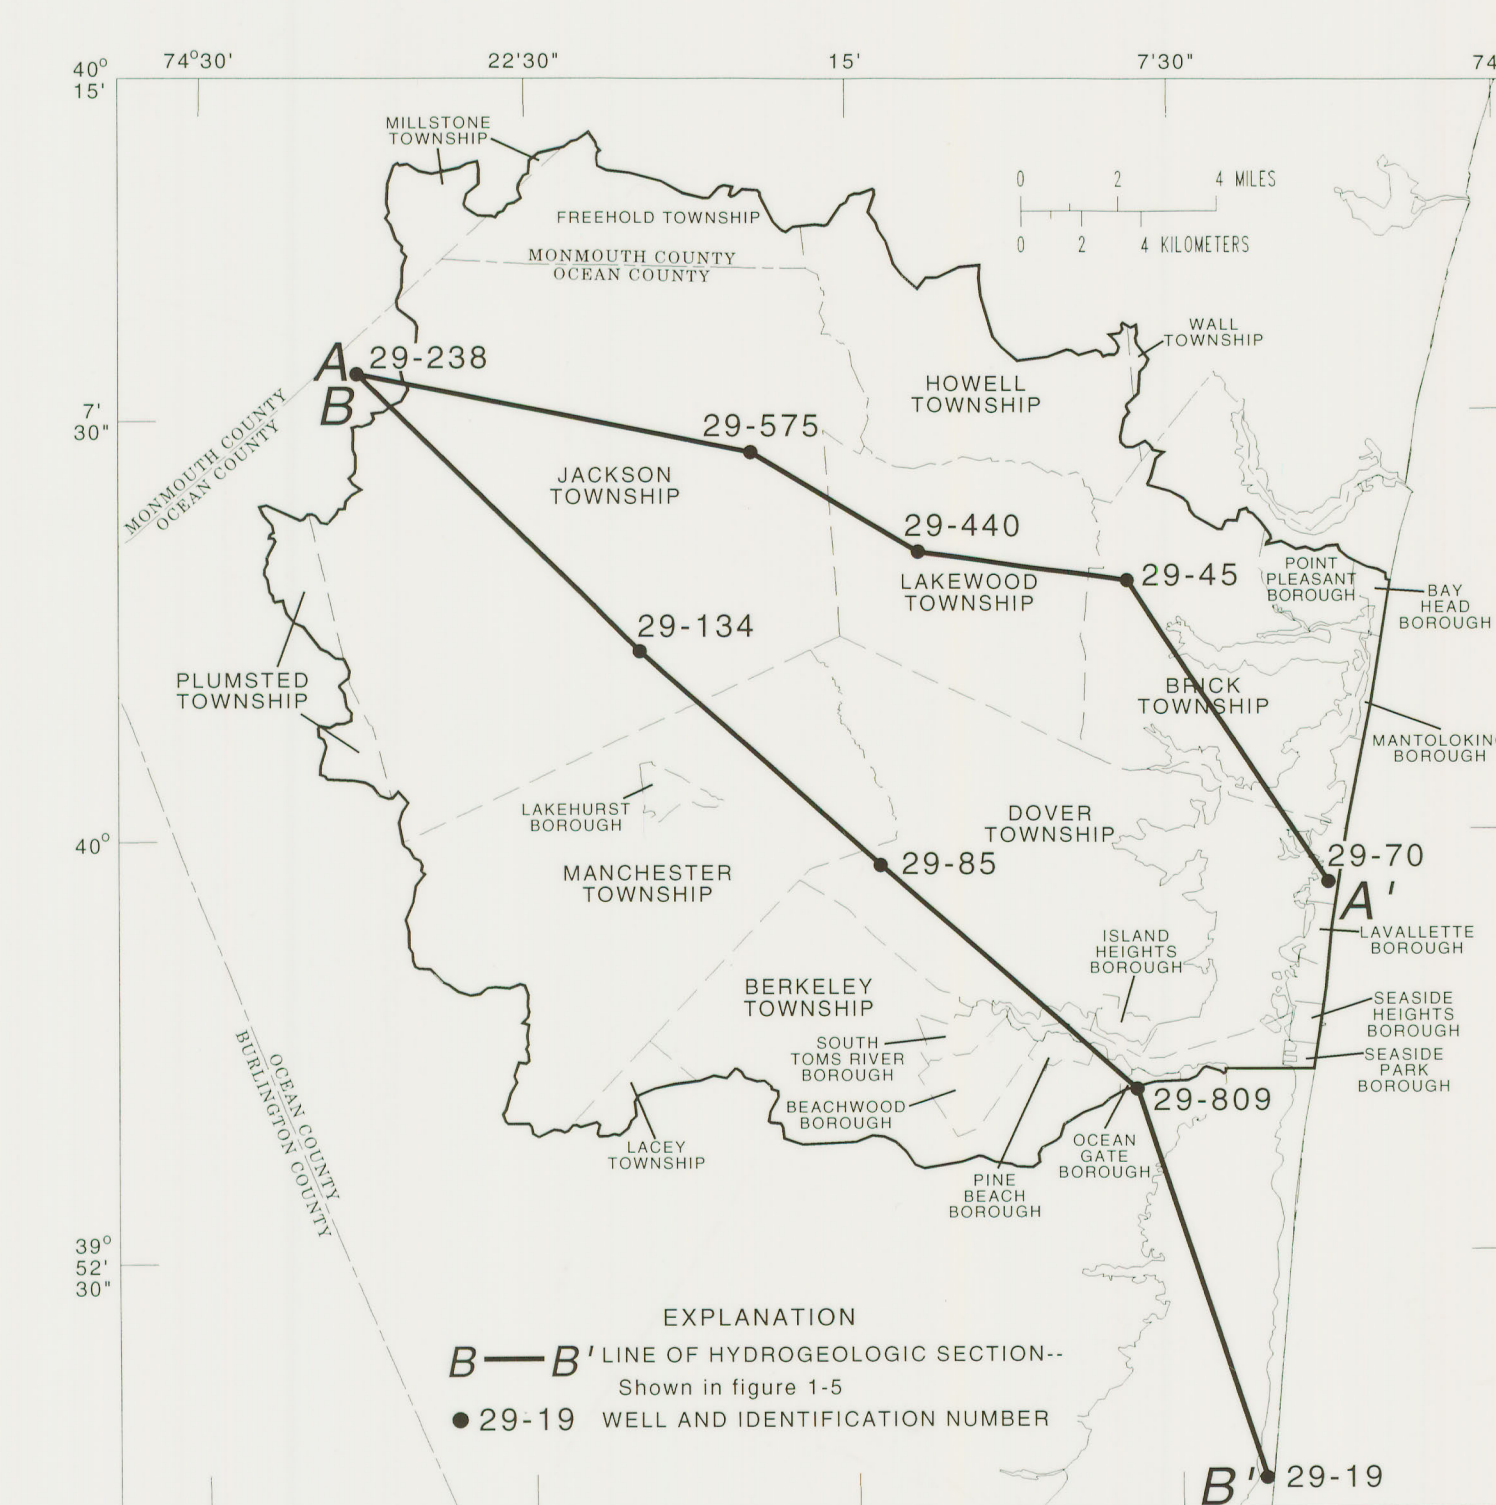 74°30'
22'30"
15'
7'30"
74
40°
15'
MILLSTONE
TOWNSHIP
0 2 4 MILES
0 2 4 KILOMETERS
FREEHOLD TOWNSHIP
MONMOUTH COUNTY
OCEAN COUNTY
WALL
TOWNSHIP
A
29-238
B
HOWELL
TOWNSHIP
7'
30"
MONMOUTH COUNTY
OCEAN COUNTY
29-575
JACKSON
TOWNSHIP
29-440
LAKEWOOD
TOWNSHIP
29-45
POINT
PLEASANT
BOROUGH
BAY
HEAD
BOROUGH
29-134
PLUMSTED
TOWNSHIP
BRICK
TOWNSHIP
MANTOLOKIN
BOROUGH
LAKEHURST
BOROUGH
DOVER
TOWNSHIP
40°
29-85
29-70
A'
MANCHESTER
TOWNSHIP
LAVALLETTE
BOROUGH
ISLAND
HEIGHTS
BOROUGH
BERKELEY
TOWNSHIP
SEASIDE
HEIGHTS
BOROUGH
SOUTH
TOMS RIVER
BOROUGH
SEASIDE
PARK
BOROUGH
OCEAN COUNTY
BURLINGTON COUNTY
BEACHWOOD
BOROUGH
29-809
LACEY
TOWNSHIP
OCEAN
GATE
BOROUGH
PINE
BEACH
BOROUGH
39°
52'
30"
EXPLANATION
B B' LINE OF HYDROGEOLOGIC SECTION--
Shown in figure 1-5
29-19 WELL AND IDENTIFICATION NUMBER
B' 29-19